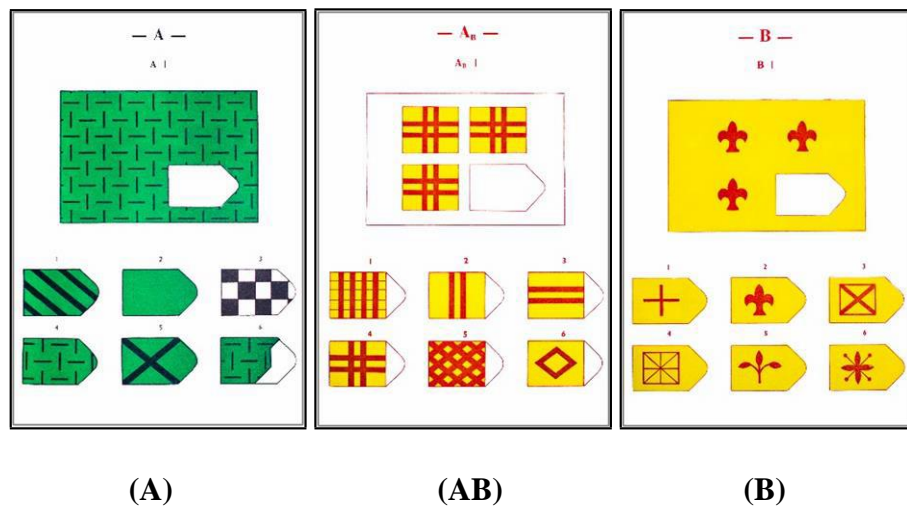 — A —
A 1
1 2 3
4 5 6
— AB —
AB 1
1 2 3
4 5 6
— B —
B 1
1 2 3
4 5 6
(A) (AB) (B)